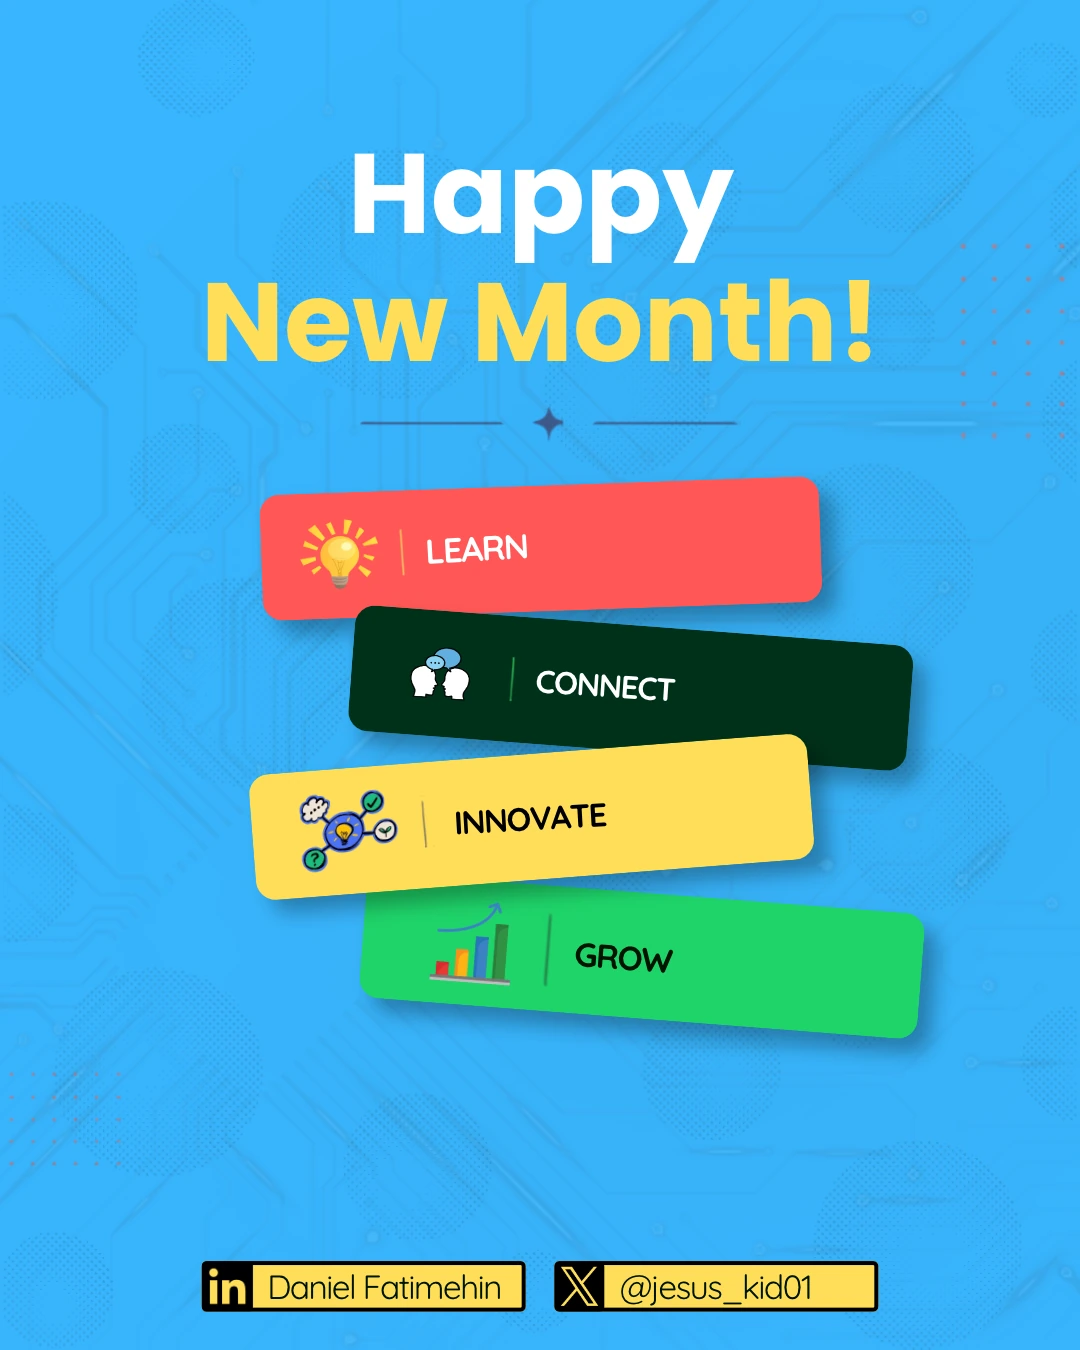 Happy
New Month!
LEARN
CONNECT
INNOVATE
GROW
in Daniel Fatimehin
X @jesus_kid01